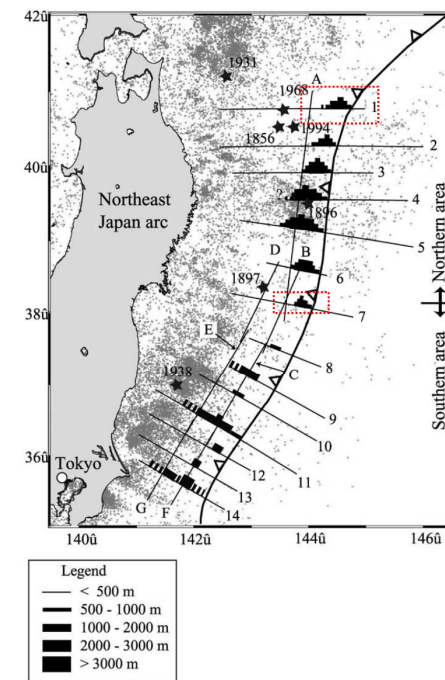 42û
40û
38û
36û
140û
142û
144û
146û
1931
1968
A
1
1856
1994
2
3
Northeast
Japan arc
?
4
1896
5
D
B
6
1897
7
E
8
C
9
1938
10
11
Tokyo
12
13
G
F
14
Northern area
Southern area
Legend
< 500 m
500 - 1000 m
1000 - 2000 m
2000 - 3000 m
> 3000 m